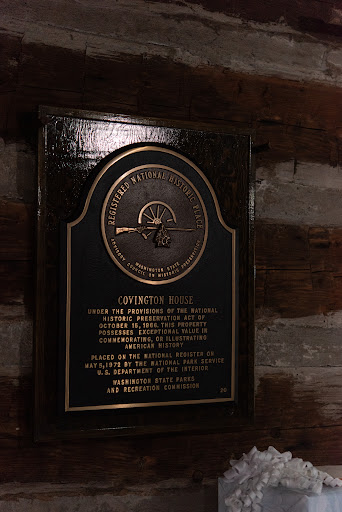 REGISTERED NATIONAL HISTORIC PLACE
WASHINGTON STATE
ADVISORY COUNCIL ON HISTORIC PRESERVATION
COVINGTON HOUSE
UNDER THE PROVISIONS OF THE NATIONAL
HISTORIC PRESERVATION ACT OF
OCTOBER 15, 1966, THIS PROPERTY
POSSESSES EXCEPTIONAL VALUE IN
COMMEMORATING, OR ILLUSTRATING
AMERICAN HISTORY
PLACED ON THE NATIONAL REGISTER ON
MAY 5, 1972 BY THE NATIONAL PARK SERVICE
U.S. DEPARTMENT OF THE INTERIOR
WASHINGTON STATE PARKS
AND RECREATION COMMISSION